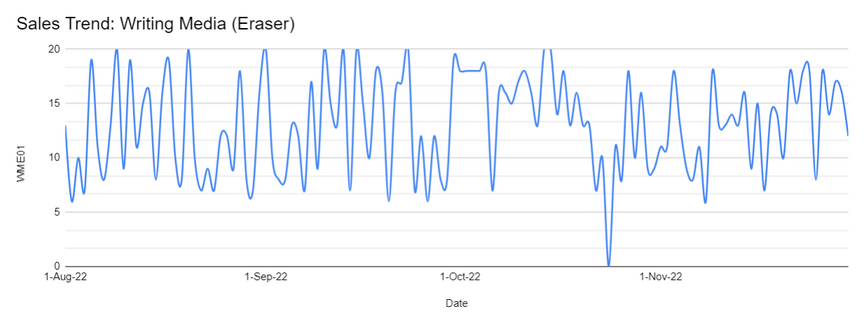 Sales Trend: Writing Media (Eraser)
20
15
10
5
0
WME01
1-Aug-22 1-Sep-22 1-Oct-22 1-Nov-22
Date